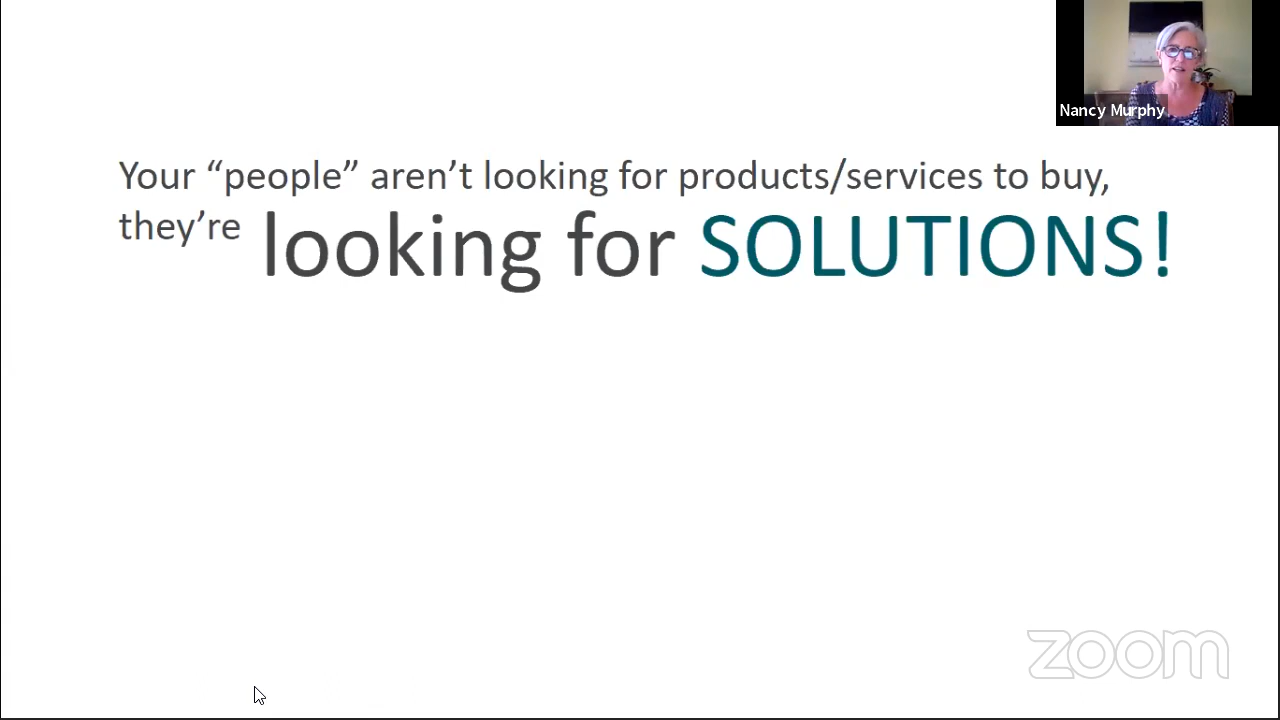 Nancy Murphy
Your “people” aren’t looking for products/services to buy,
they’re looking for SOLUTIONS!
zoom